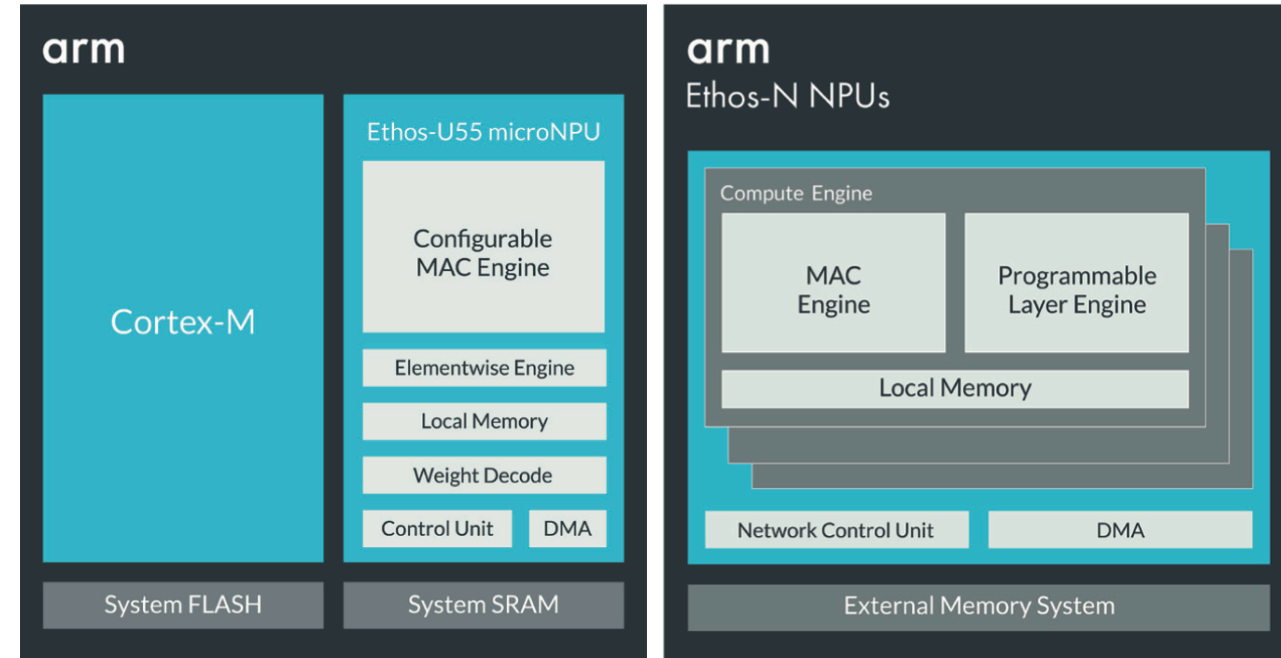 arm
Cortex-M
Ethos-U55 microNPU
Configurable
MAC Engine
Elementwise Engine
Local Memory
Weight Decode
Control Unit
DMA
System FLASH
System SRAM
arm
Ethos-N NPUs
Compute Engine
MAC
Engine
Programmable
Layer Engine
Local Memory
Network Control Unit
DMA
External Memory System